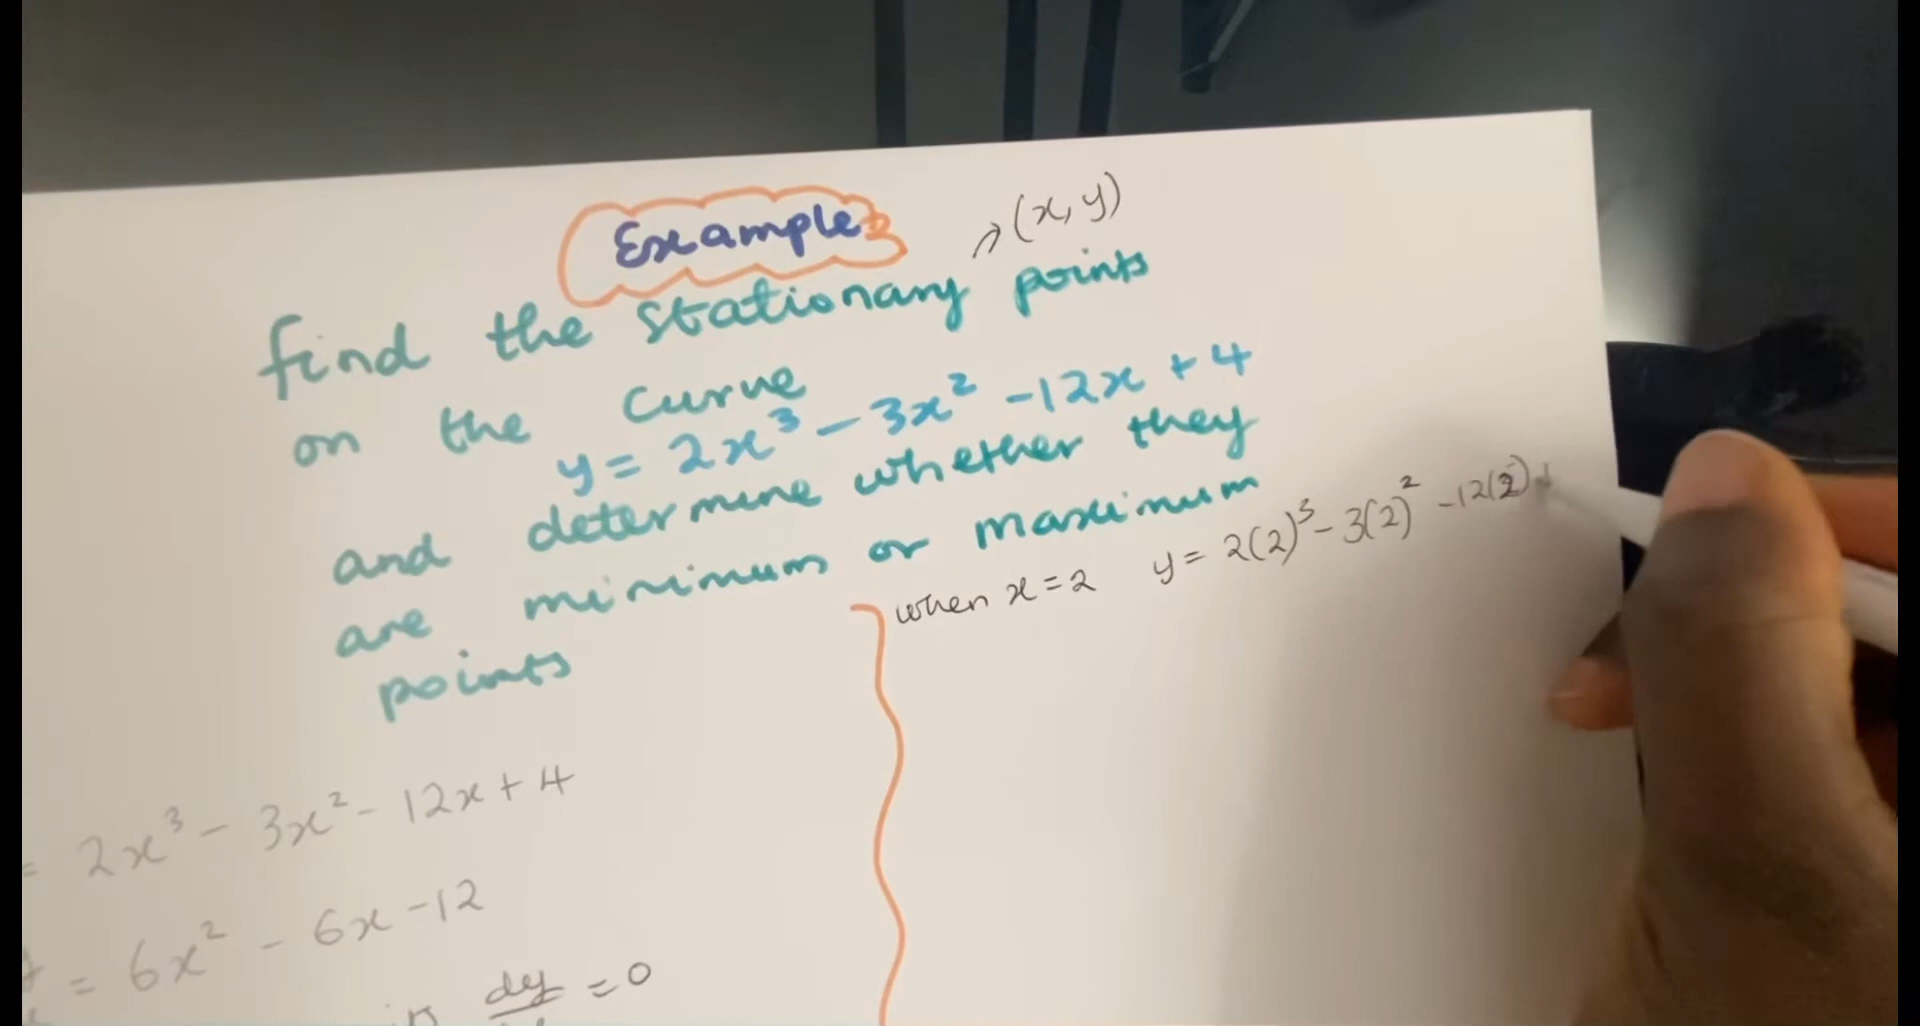 Example
(x, y)
find the stationary points
on the curve
y = 2x³ - 3x² - 12x + 4
and determine whether they
are minimum or maximum
points
when x = 2 y = 2(2)³ - 3(2)² - 12(2) +
= 2x³ - 3x² - 12x + 4
= 6x² - 6x - 12
dy = 0